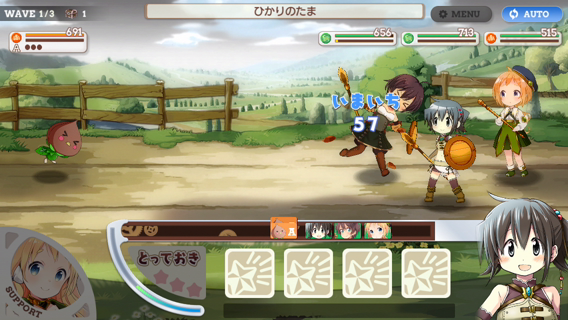 WAVE 1/3 1
ひかりのたま
MENU
AUTO
691
A
656
713
515
いまいち
57
A
とっておき
SUPPORT